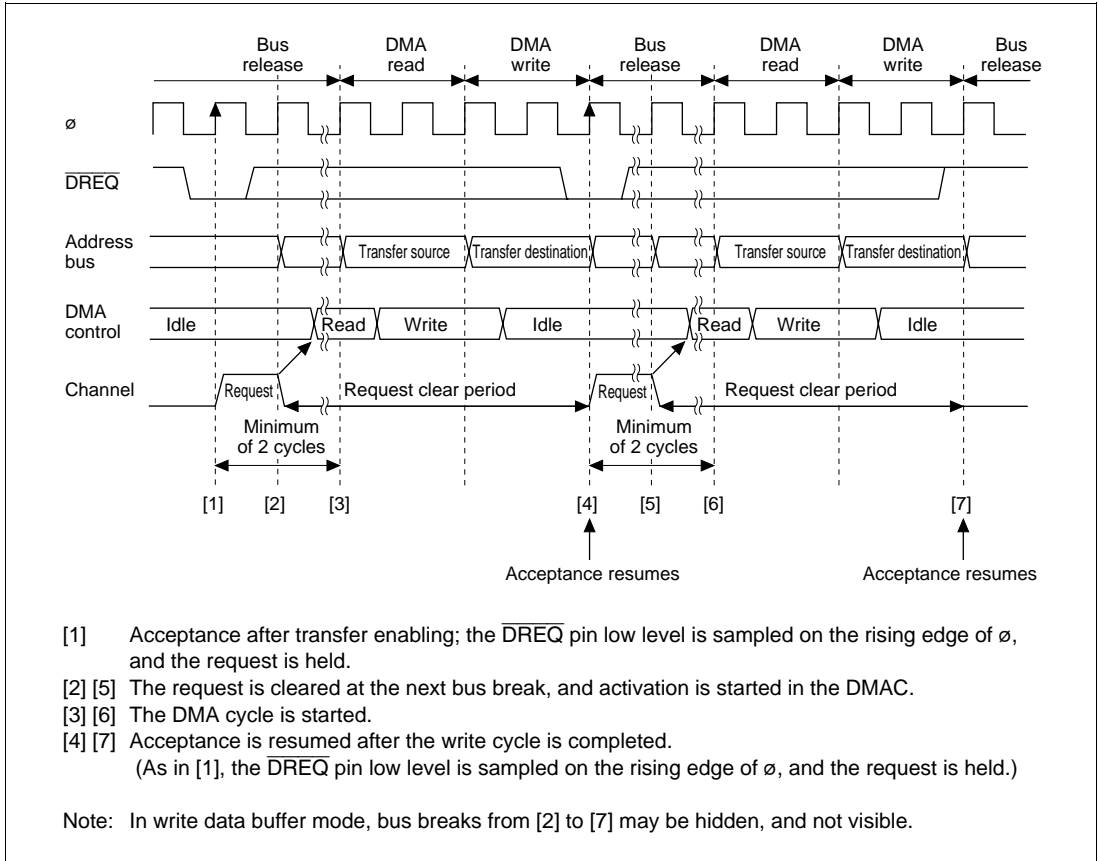 Bus release DMA read DMA write Bus release DMA read DMA write Bus release
ø
DREQ
Address bus Transfer source Transfer destination Transfer source Transfer destination
DMA control Idle Read Write Idle Read Write Idle
Channel Request Request clear period Request Request clear period
Minimum of 2 cycles Minimum of 2 cycles
[1] [2] [3] [4] [5] [6] [7]
Acceptance resumes Acceptance resumes
[1] Acceptance after transfer enabling; the DREQ pin low level is sampled on the rising edge of ø,
and the request is held.
[2] [5] The request is cleared at the next bus break, and activation is started in the DMAC.
[3] [6] The DMA cycle is started.
[4] [7] Acceptance is resumed after the write cycle is completed.
(As in [1], the DREQ pin low level is sampled on the rising edge of ø, and the request is held.)
Note: In write data buffer mode, bus breaks from [2] to [7] may be hidden, and not visible.